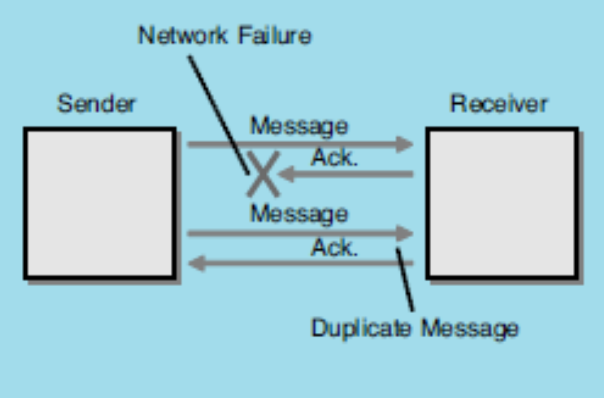 Network Failure
Sender
Receiver
Message
Ack.
Message
Ack.
Duplicate Message